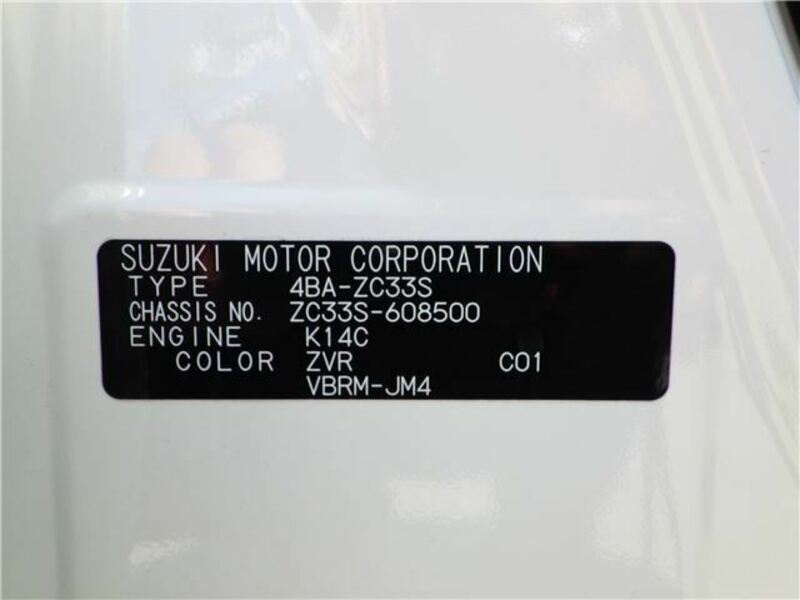 SUZUKI MOTOR CORPORATION
TYPE 4BA-ZC33S
CHASSIS NO. ZC33S-608500
ENGINE K14C
COLOR ZVR C01
VBRM-JM4